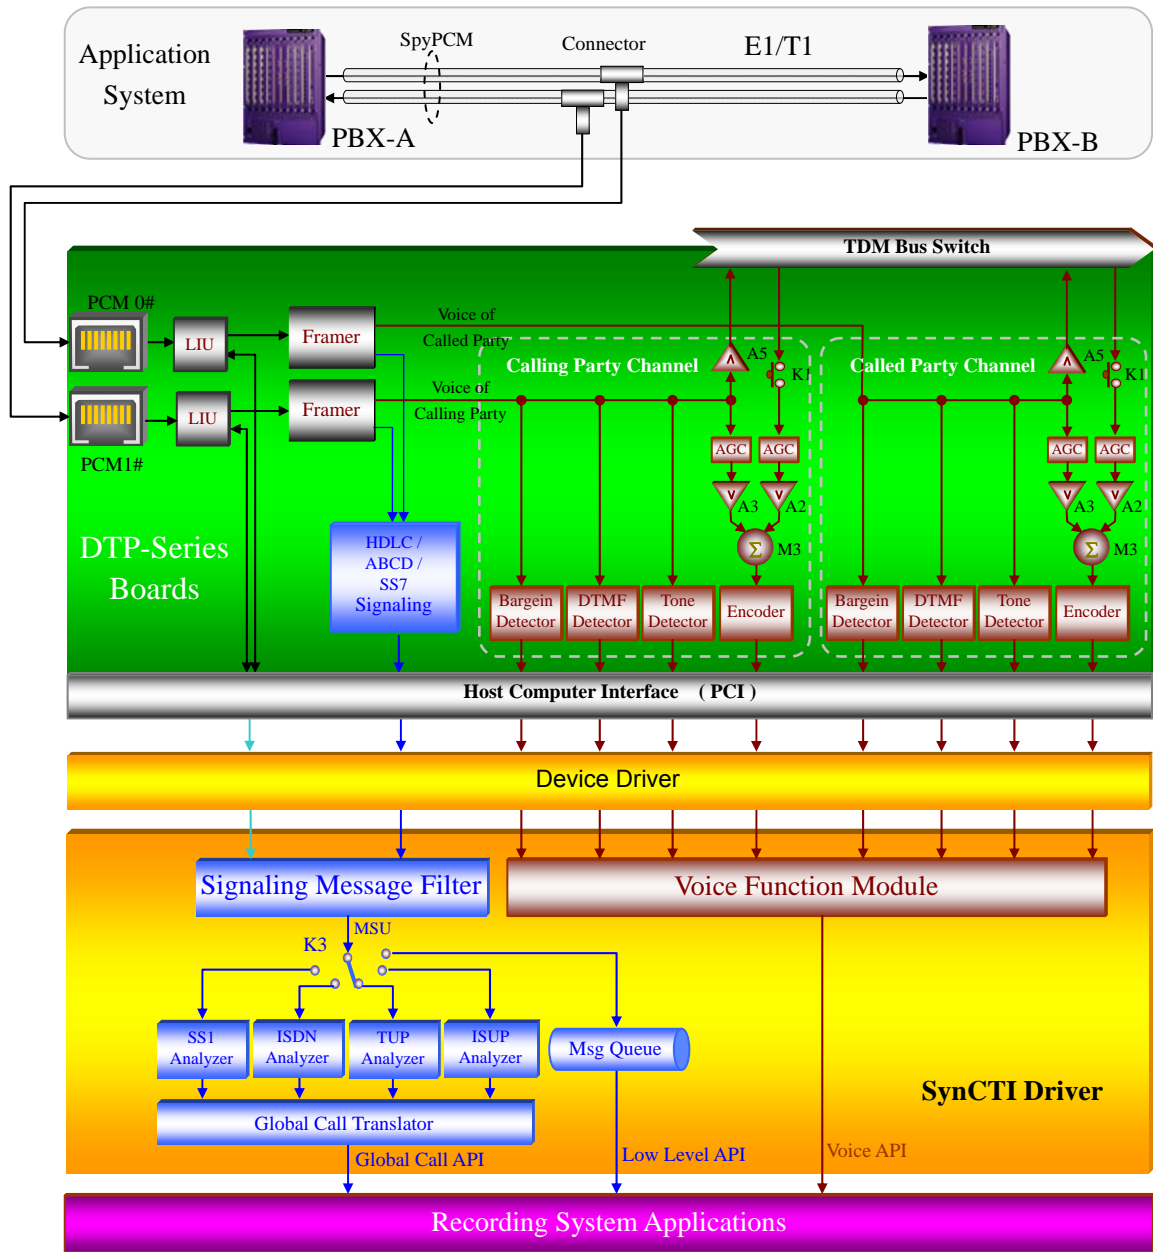 Application
System
SpyPCM
Connector
E1/T1
PBX-A
PBX-B
TDM Bus Switch
PCM 0#
LIU
Framer
Voice of
Called Party
Calling Party Channel
A5
K1
Called Party Channel
A5
K1
PCM1#
LIU
Framer
Voice of
Calling Party
AGC
AGC
AGC
AGC
A3
A2
A3
A2
M3
M3
Σ
Σ
DTP-Series
Boards
HDLC /
ABCD /
SS7
Signaling
Bargein
Detector
DTMF
Detector
Tone
Detector
Encoder
Bargein
Detector
DTMF
Detector
Tone
Detector
Encoder
Host Computer Interface ( PCI )
Device Driver
Signaling Message Filter
Voice Function Module
MSU
K3
SS1
Analyzer
ISDN
Analyzer
TUP
Analyzer
ISUP
Analyzer
Msg Queue
SynCTI Driver
Global Call Translator
Global Call API
Low Level API
Voice API
Recording System Applications